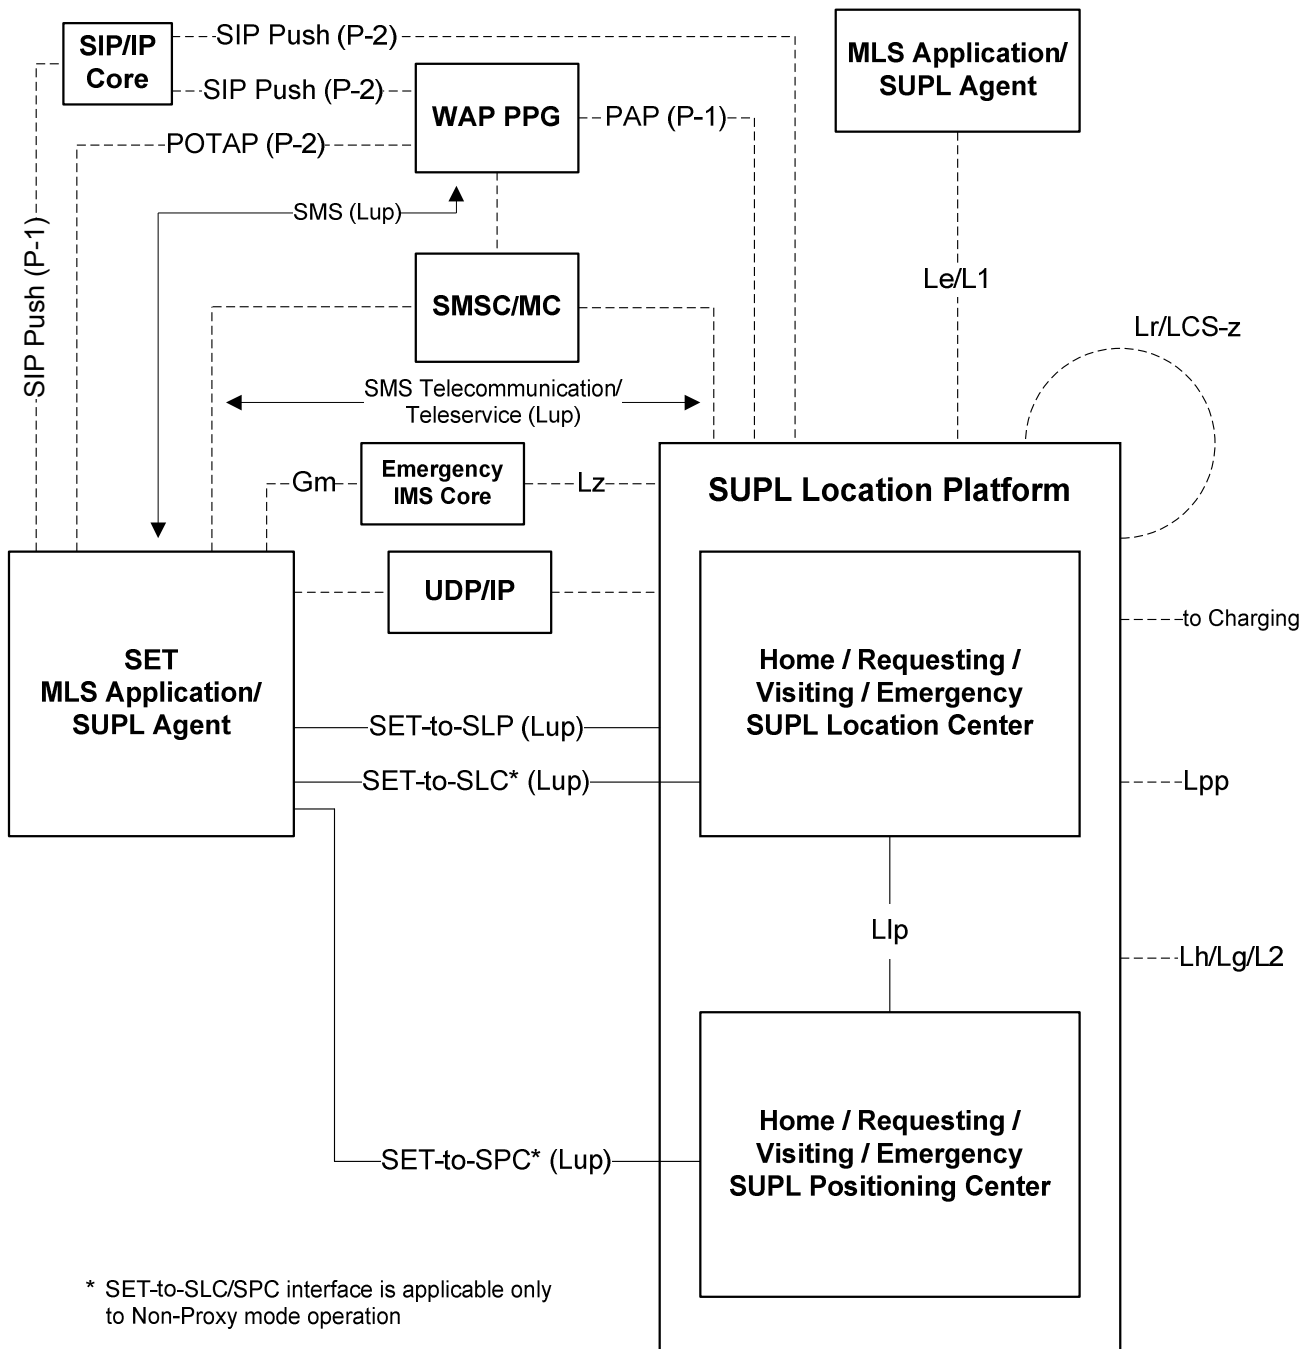 SIP/IP
Core
SIP Push (P-2)
SIP Push (P-2)
MLS Application/
SUPL Agent
WAP PPG
PAP (P-1)
POTAP (P-2)
SMS (Lup)
SIP Push (P-1)
SMSC/MC
Le/L1
Lr/LCS-z
SMS Telecommunication/
Teleservice (Lup)
Gm
Emergency
IMS Core
Lz
SUPL Location Platform
UDP/IP
to Charging
SET
MLS Application/
SUPL Agent
Home / Requesting /
Visiting / Emergency
SUPL Location Center
SET-to-SLP (Lup)
SET-to-SLC* (Lup)
Lpp
Llp
Lh/Lg/L2
Home / Requesting /
Visiting / Emergency
SUPL Positioning Center
SET-to-SPC* (Lup)
* SET-to-SLC/SPC interface is applicable only
to Non-Proxy mode operation